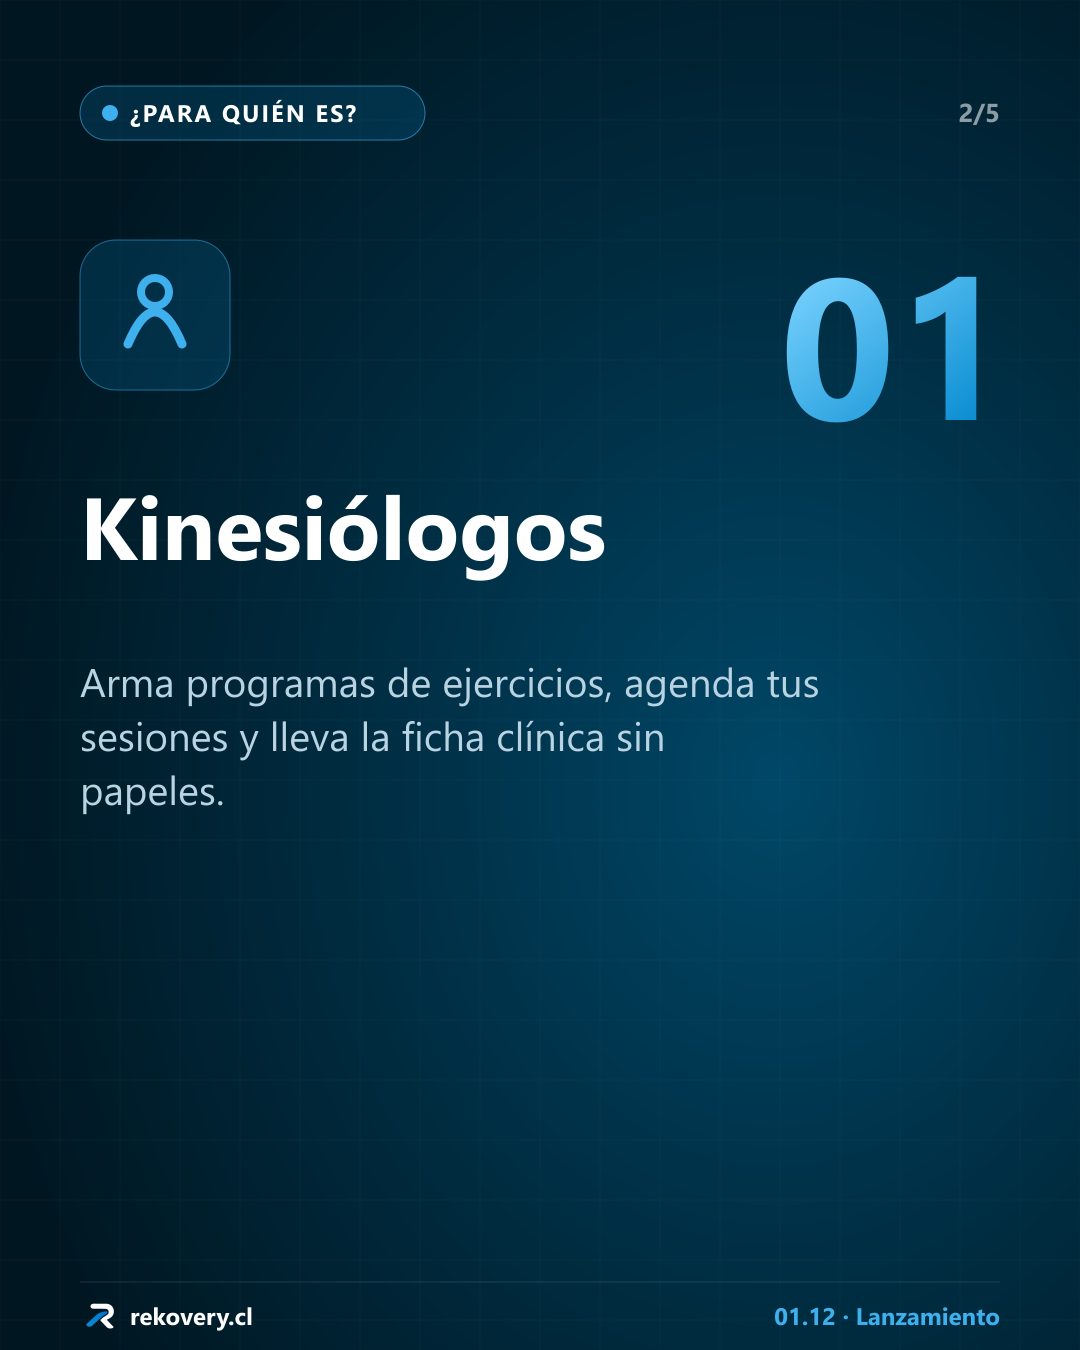 ¿PARA QUIÉN ES?
2/5
01
Kinesiólogos
Arma programas de ejercicios, agenda tus
sesiones y lleva la ficha clínica sin
papeles.
rekovery.cl
01.12 · Lanzamiento